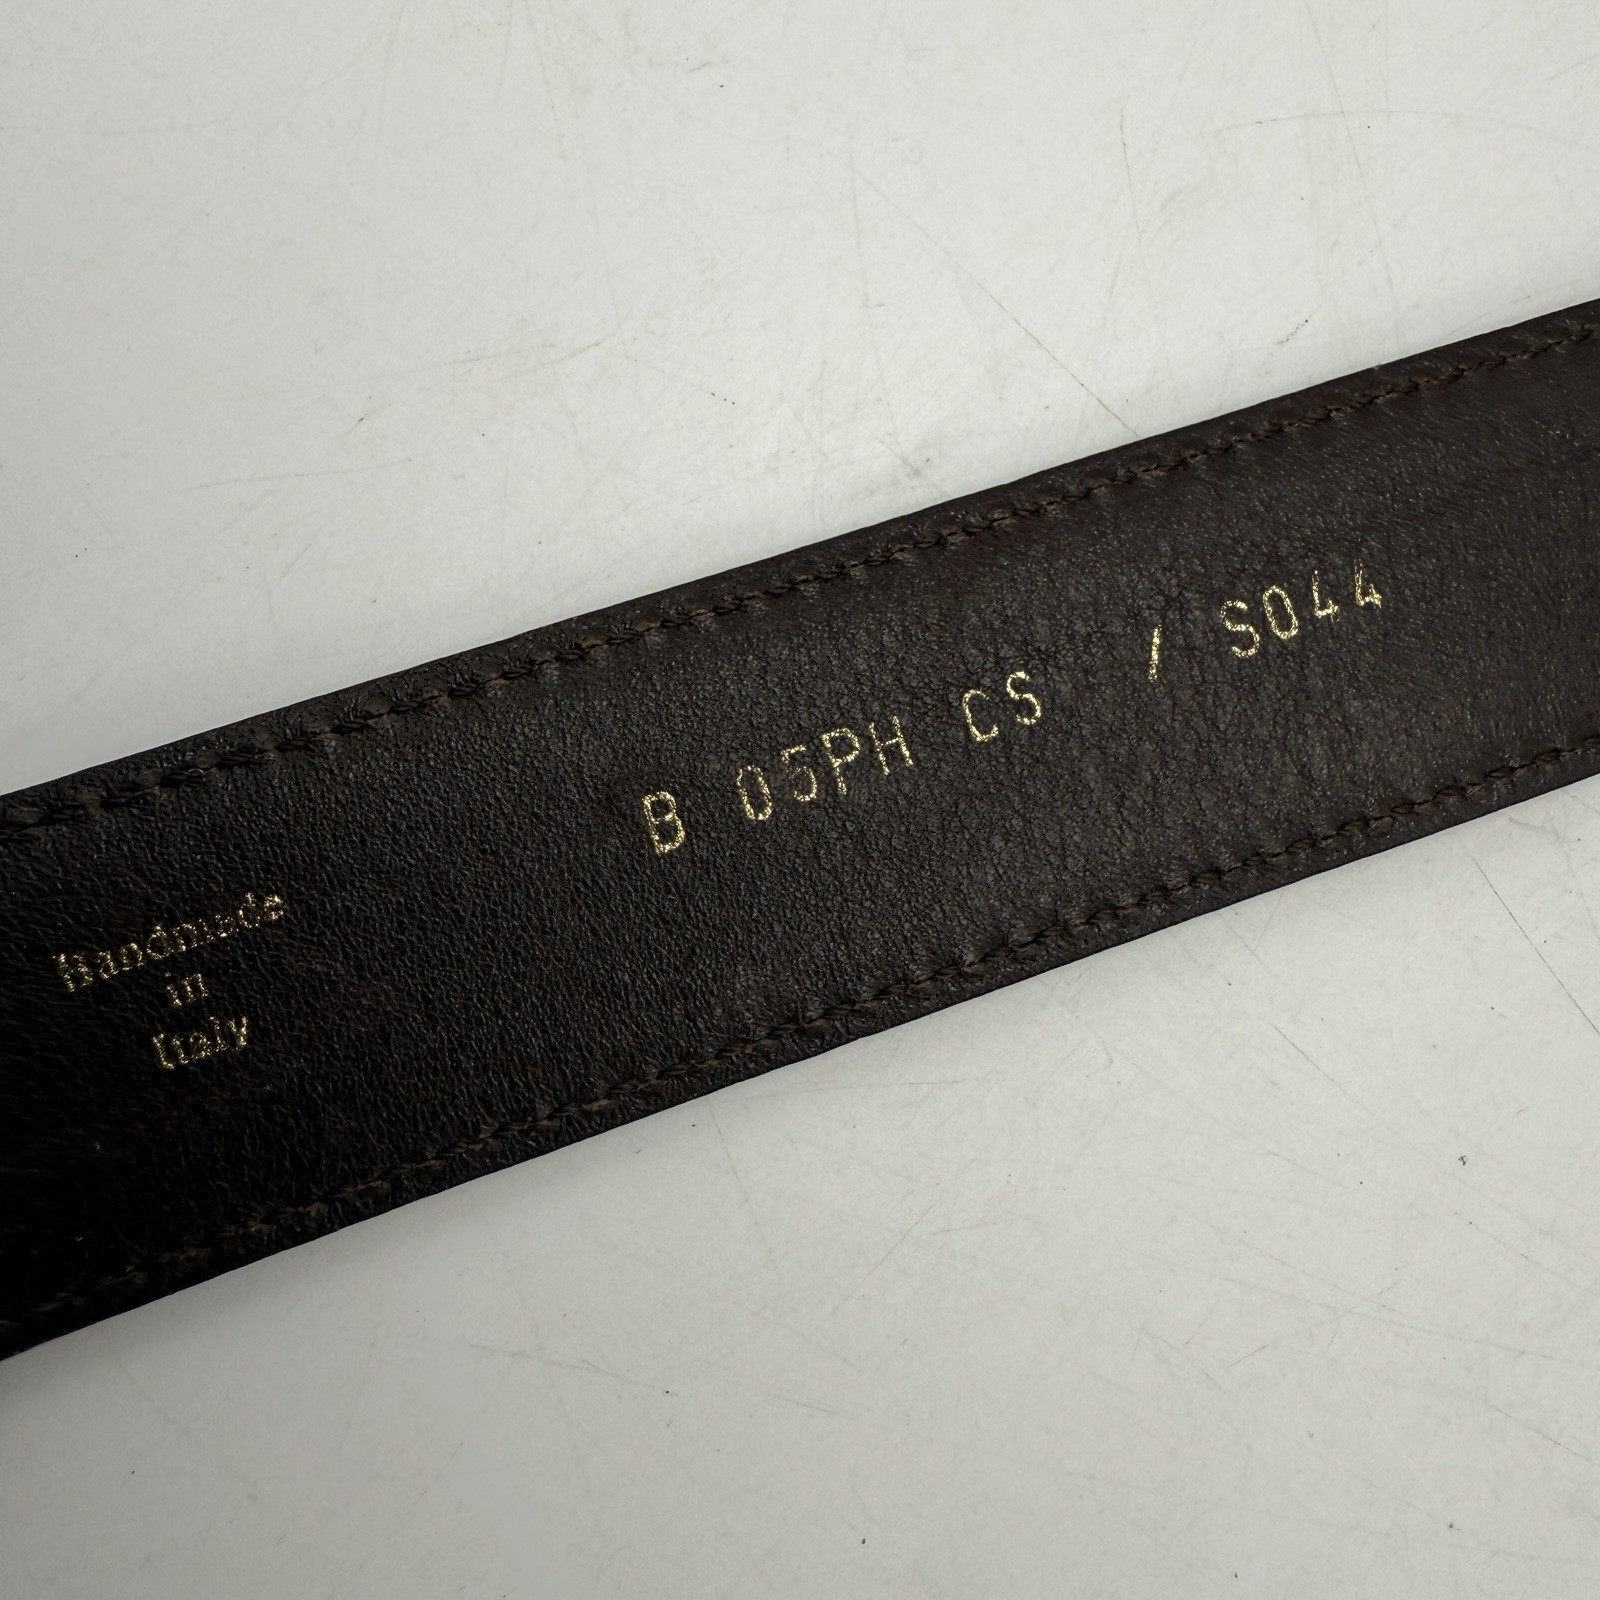 Handmade
in
Italy
B 05PH CS / S044